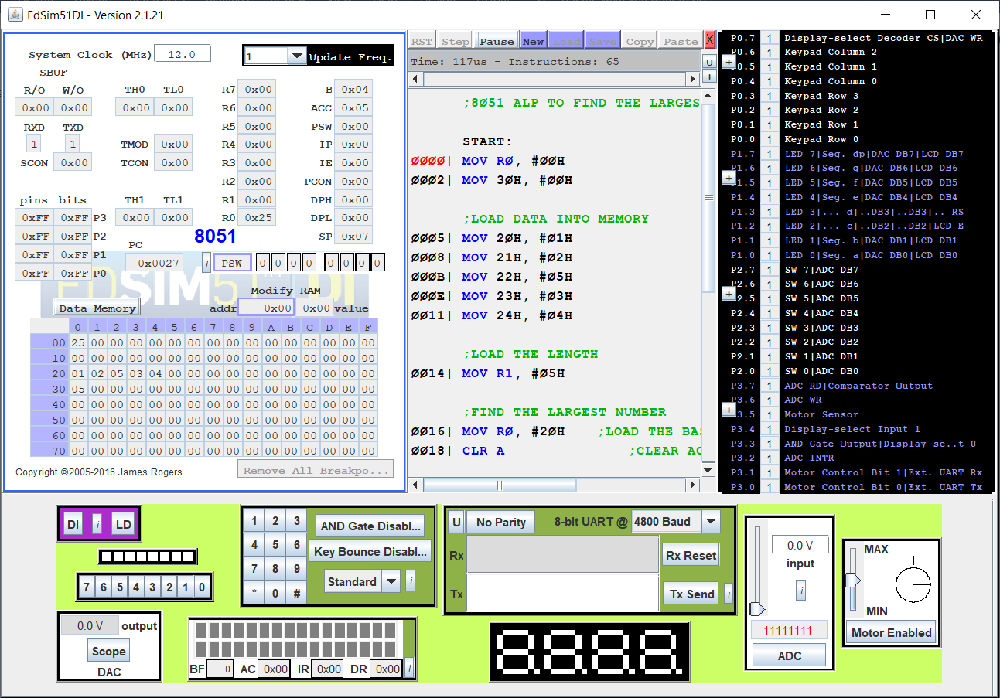 EdSim51DI - Version 2.1.21
System Clock (MHz) 12.0 1 Update Freq.
SBUF
R/O W/O TH0 TL0 R7 0x00 B 0x04
0x00 0x00 0x00 0x00 R6 0x00 ACC 0x05
RXD TXD R5 0x00 PSW 0x00
1 1 TMOD 0x00 R4 0x00 IP 0x00
SCON 0x00 TCON 0x00 R3 0x00 IE 0x00
R2 0x00 PCON 0x00
pins bits TH1 TL1 R1 0x00 DPH 0x00
0xFF 0xFF P3 0x00 0x00 R0 0x25 DPL 0x00
0xFF 0xFF P2 8051 SP 0x07
PC
0xFF 0xFF P1 0x0027 i PSW 0 0 0 0 0 0 0 0
0xFF 0xFF P0
EDSIM51 DI
TM
Modify RAM
Data Memory addr 0x00 0x00 value
0 1 2 3 4 5 6 7 8 9 A B C D E F
00 25 00 00 00 00 00 00 00 00 00 00 00 00 00 00 00
10 00 00 00 00 00 00 00 00 00 00 00 00 00 00 00 00
20 01 02 05 03 04 00 00 00 00 00 00 00 00 00 00 00
30 05 00 00 00 00 00 00 00 00 00 00 00 00 00 00 00
40 00 00 00 00 00 00 00 00 00 00 00 00 00 00 00 00
50 00 00 00 00 00 00 00 00 00 00 00 00 00 00 00 00
60 00 00 00 00 00 00 00 00 00 00 00 00 00 00 00 00
70 00 00 00 00 00 00 00 00 00 00 00 00 00 00 00 00
Copyright ©2005-2016 James Rogers Remove All Breakpo...
RST Step Pause New Load Save Copy Paste X
Time: 117us - Instructions: 65 U
+
;8Ø51 ALP TO FIND THE LARGES
START:
ØØØØ| MOV RØ, #ØØH
ØØØ2| MOV 3ØH, #ØØH
;LOAD DATA INTO MEMORY
ØØØ5| MOV 2ØH, #Ø1H
ØØØ8| MOV 21H, #Ø2H
ØØØB| MOV 22H, #Ø5H
ØØØE| MOV 23H, #Ø3H
ØØ11| MOV 24H, #Ø4H
;LOAD THE LENGTH
ØØ14| MOV R1, #Ø5H
;FIND THE LARGEST NUMBER
ØØ16| MOV RØ, #2ØH ;LOAD THE BA
ØØ18| CLR A ;CLEAR AC
P0.7 1 Display-select Decoder CS|DAC WR
P0.6 1 Keypad Column 2
+ 0.5 1 Keypad Column 1
P0.4 1 Keypad Column 0
P0.3 1 Keypad Row 3
P0.2 1 Keypad Row 2
P0.1 1 Keypad Row 1
P0.0 1 Keypad Row 0
P1.7 1 LED 7|Seg. dp|DAC DB7|LCD DB7
P1.6 1 LED 6|Seg. g|DAC DB6|LCD DB6
+ 1.5 1 LED 5|Seg. f|DAC DB5|LCD DB5
P1.4 1 LED 4|Seg. e|DAC DB4|LCD DB4
P1.3 1 LED 3|... d|..DB3|..DB3|.. RS
P1.2 1 LED 2|... c|..DB2|..DB2|LCD E
P1.1 1 LED 1|Seg. b|DAC DB1|LCD DB1
P1.0 1 LED 0|Seg. a|DAC DB0|LCD DB0
P2.7 1 SW 7|ADC DB7
P2.6 1 SW 6|ADC DB6
+ 2.5 1 SW 5|ADC DB5
P2.4 1 SW 4|ADC DB4
P2.3 1 SW 3|ADC DB3
P2.2 1 SW 2|ADC DB2
P2.1 1 SW 1|ADC DB1
P2.0 1 SW 0|ADC DB0
P3.7 1 ADC RD|Comparator Output
P3.6 1 ADC WR
+ 3.5 1 Motor Sensor
P3.4 1 Display-select Input 1
P3.3 1 AND Gate Output|Display-se..t 0
P3.2 1 ADC INTR
P3.1 1 Motor Control Bit 1|Ext. UART Rx
P3.0 1 Motor Control Bit 0|Ext. UART Tx
DI i LD
7 6 5 4 3 2 1 0
0.0 V output
Scope
DAC
1 2 3
4 5 6
7 8 9
* 0 #
AND Gate Disabl...
Key Bounce Disabl...
Standard i
BF 0 AC 0x00 IR 0x00 DR 0x00 i
U No Parity 8-bit UART @ 4800 Baud
Rx Rx Reset
Tx Tx Send i
8.8.8.8.
0.0 V
input
i
11111111
ADC
MAX
MIN
Motor Enabled